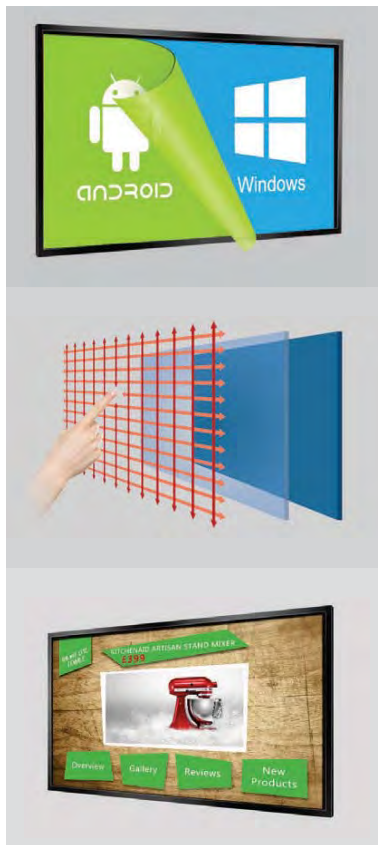 ANDROID
Windows
KITCHENAID ARTISAN STAND MIXER
£399
Overview
Gallery
Reviews
New
Products